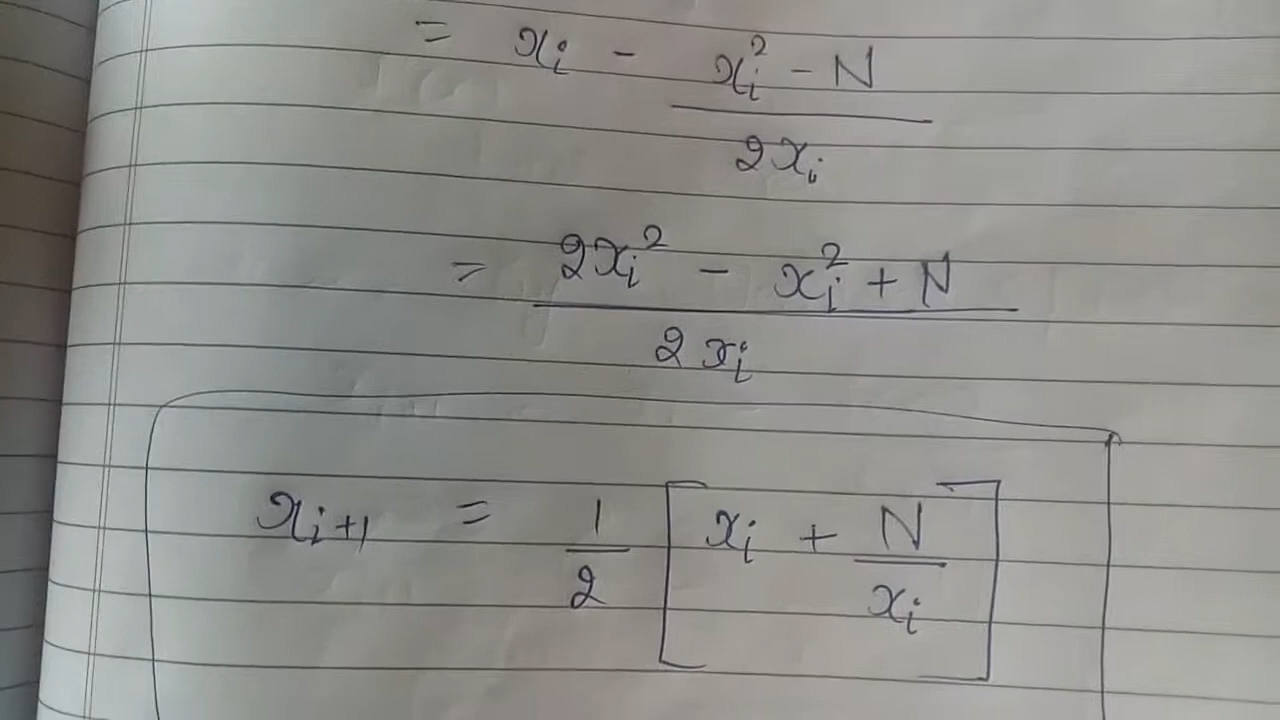 = xᵢ - (xᵢ² - N) / 2xᵢ
= (2xᵢ² - xᵢ² + N) / 2xᵢ
xᵢ₊₁ = 1/2 [xᵢ + N/xᵢ]